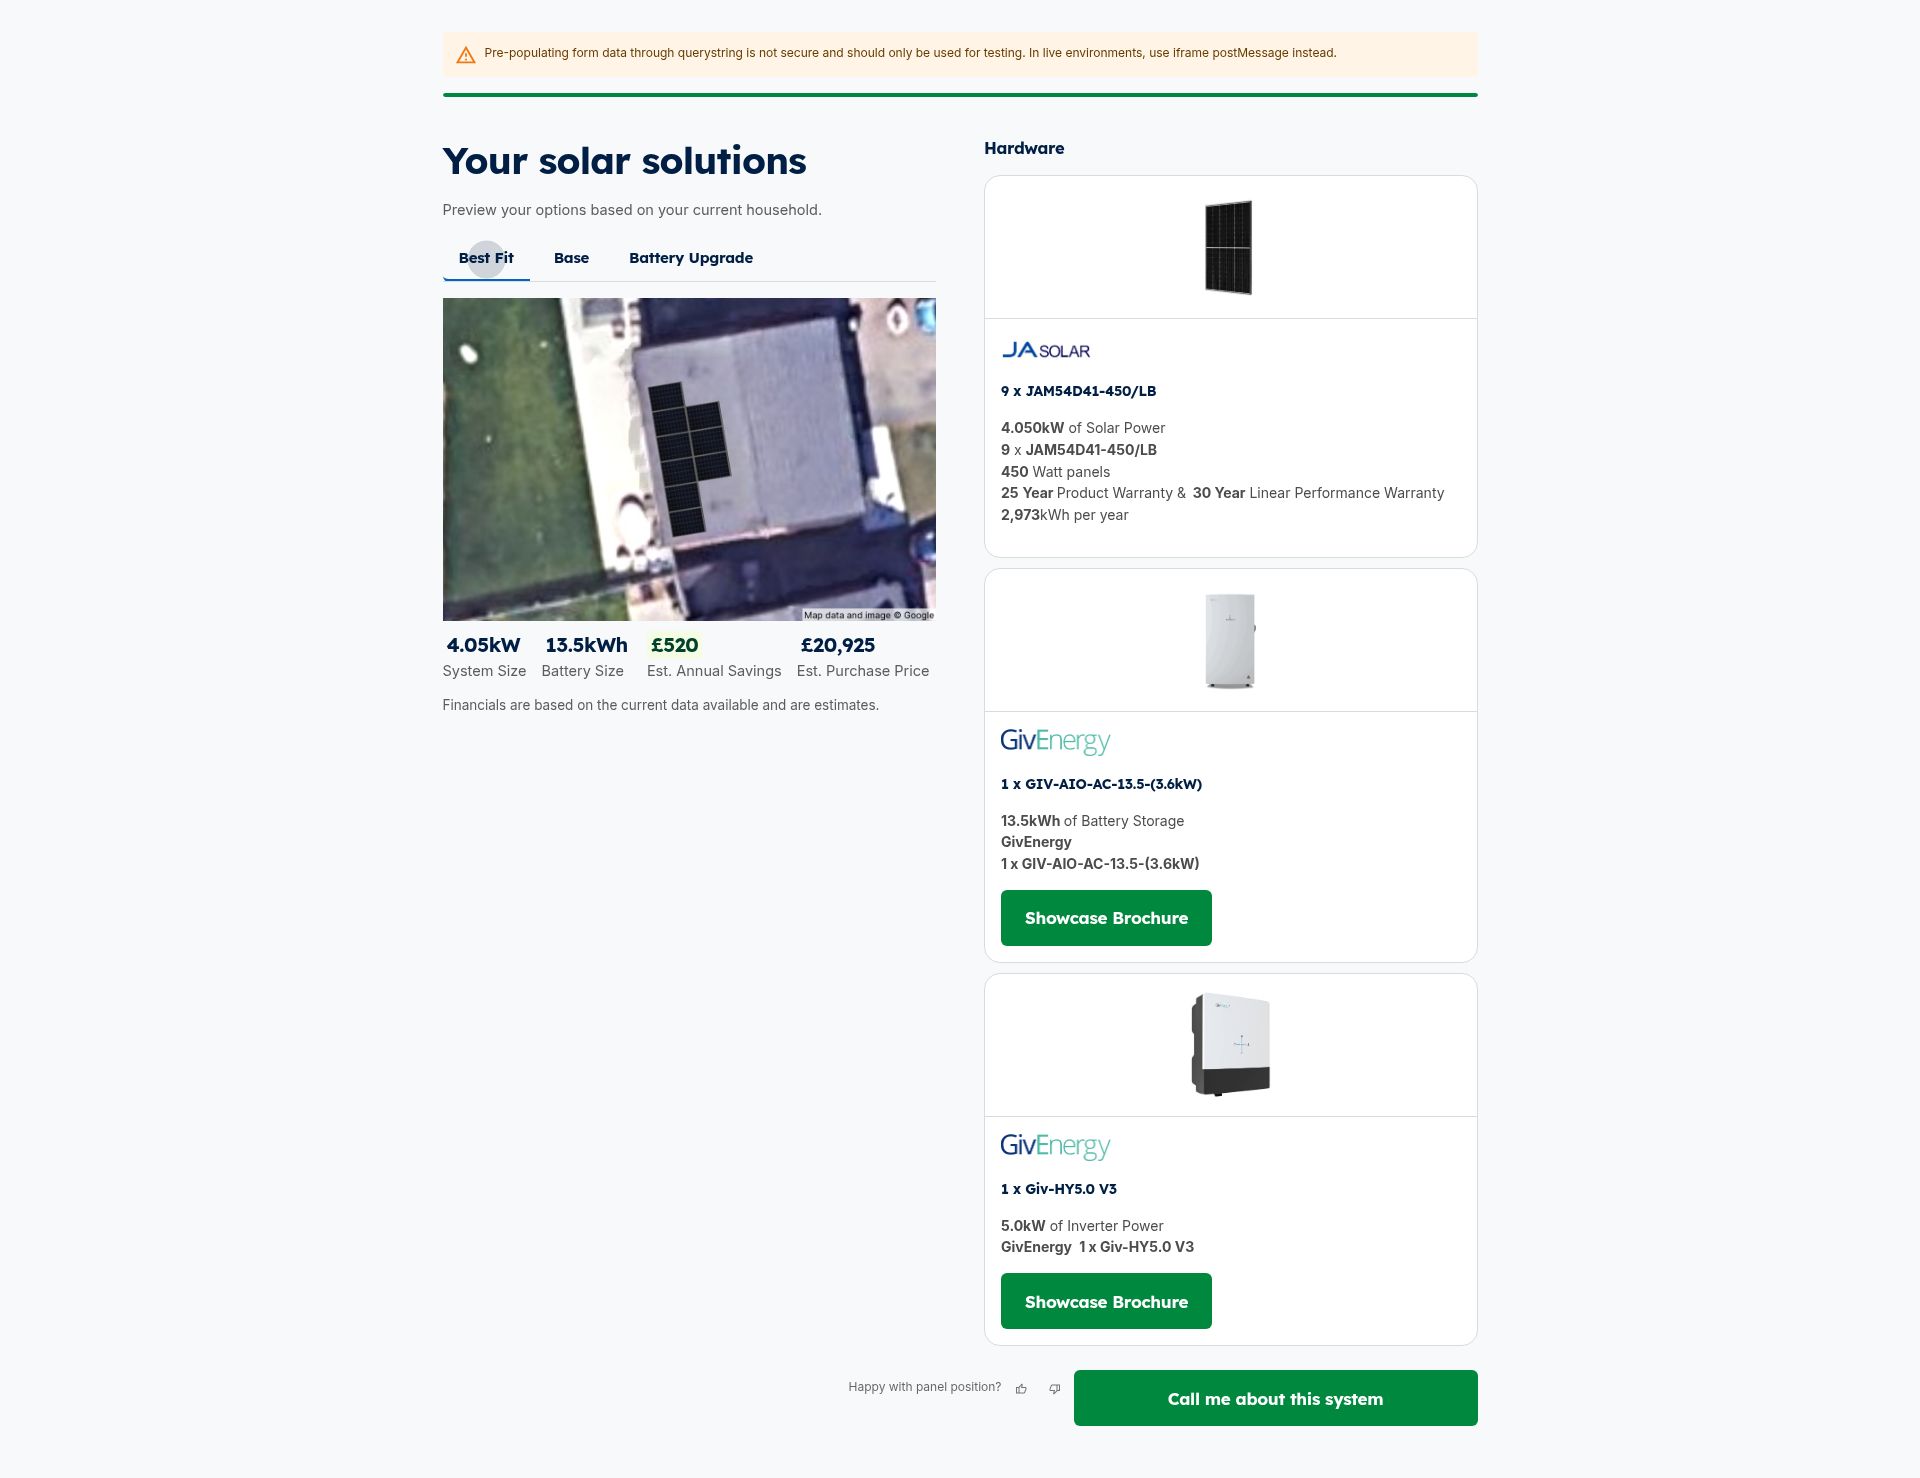 Pre-populating form data through querystring is not secure and should only be used for testing. In live environments, use iframe postMessage instead.
Your solar solutions
Preview your options based on your current household.
Best Fit Base Battery Upgrade
Map data and image © Google
4.05kW 13.5kWh £520 £20,925
System Size Battery Size Est. Annual Savings Est. Purchase Price
Financials are based on the current data available and are estimates.
Hardware
JA SOLAR
9 x JAM54D41-450/LB
4.050kW of Solar Power
9 x JAM54D41-450/LB
450 Watt panels
25 Year Product Warranty & 30 Year Linear Performance Warranty
2,973kWh per year
GivEnergy
1 x GIV-AIO-AC-13.5-(3.6kW)
13.5kWh of Battery Storage
GivEnergy
1 x GIV-AIO-AC-13.5-(3.6kW)
Showcase Brochure
GivEnergy
1 x Giv-HY5.0 V3
5.0kW of Inverter Power
GivEnergy 1 x Giv-HY5.0 V3
Showcase Brochure
Happy with panel position?
Call me about this system